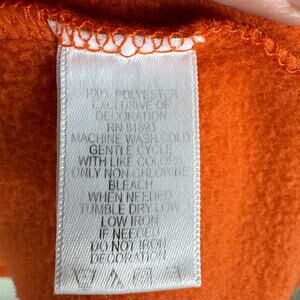 100% POLYESTER
EXCLUSIVE OF
DECORATION
RN 81893
MACHINE WASH COLD
GENTLE CYCLE
WITH LIKE COLORS
ONLY NON-CHLORINE
BLEACH
WHEN NEEDED
TUMBLE DRY LOW
LOW IRON
IF NEEDED
DO NOT IRON
DECORATION